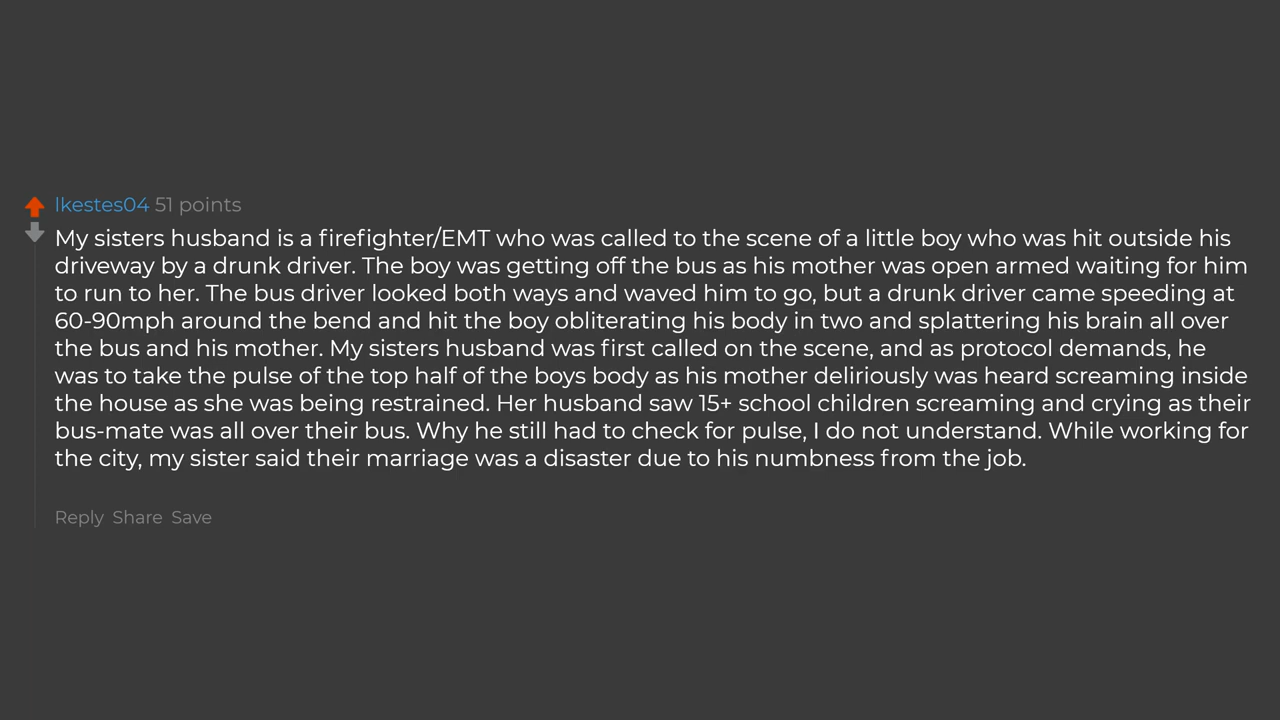 lkestes04 51 points
My sisters husband is a firefighter/EMT who was called to the scene of a little boy who was hit outside his
driveway by a drunk driver. The boy was getting off the bus as his mother was open armed waiting for him
to run to her. The bus driver looked both ways and waved him to go, but a drunk driver came speeding at
60-90mph around the bend and hit the boy obliterating his body in two and splattering his brain all over
the bus and his mother. My sisters husband was first called on the scene, and as protocol demands, he
was to take the pulse of the top half of the boys body as his mother deliriously was heard screaming inside
the house as she was being restrained. Her husband saw 15+ school children screaming and crying as their
bus-mate was all over their bus. Why he still had to check for pulse, I do not understand. While working for
the city, my sister said their marriage was a disaster due to his numbness from the job.
Reply Share Save